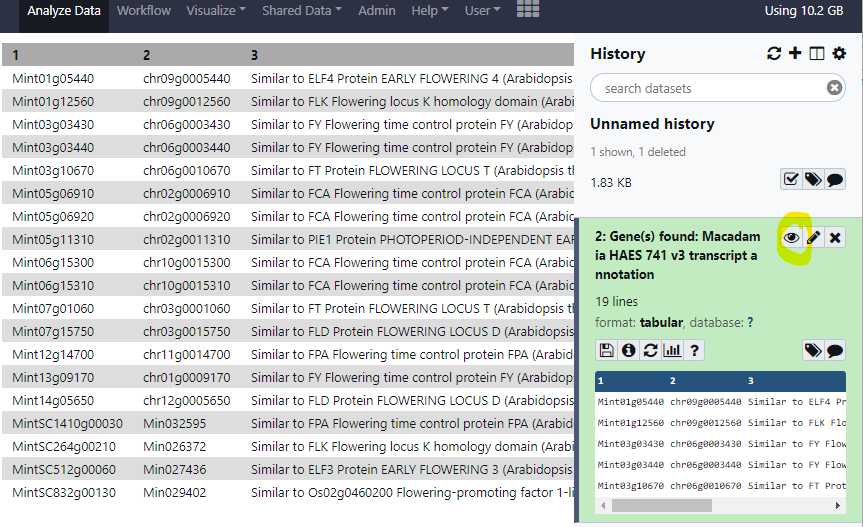 Analyze Data Workflow Visualize Shared Data Admin Help User Using 10.2 GB
1 2 3
Mint01g05440 chr09g0005440 Similar to ELF4 Protein EARLY FLOWERING 4 (Arabidopsis
Mint01g12560 chr09g0012560 Similar to FLK Flowering locus K homology domain (Arabi
Mint03g03430 chr06g0003430 Similar to FY Flowering time control protein FY (Arabidop
Mint03g03440 chr06g0003440 Similar to FY Flowering time control protein FY (Arabidop
Mint03g10670 chr06g0010670 Similar to FT Protein FLOWERING LOCUS T (Arabidopsis th
Mint05g06910 chr02g0006910 Similar to FCA Flowering time control protein FCA (Arabid
Mint05g06920 chr02g0006920 Similar to FCA Flowering time control protein FCA (Arabid
Mint05g11310 chr02g0011310 Similar to PIE1 Protein PHOTOPERIOD-INDEPENDENT EAR
Mint06g15300 chr10g0015300 Similar to FCA Flowering time control protein FCA (Arabid
Mint06g15310 chr10g0015310 Similar to FCA Flowering time control protein FCA (Arabid
Mint07g01060 chr03g0001060 Similar to FT Protein FLOWERING LOCUS T (Arabidopsis th
Mint07g15750 chr03g0015750 Similar to FLD Protein FLOWERING LOCUS D (Arabidopsis
Mint12g14700 chr11g0014700 Similar to FPA Flowering time control protein FPA (Arabid
Mint13g09170 chr01g0009170 Similar to FY Flowering time control protein FY (Arabidop
Mint14g05650 chr12g0005650 Similar to FLD Protein FLOWERING LOCUS D (Arabidopsis
MintSC1410g00030 Min032595 Similar to FPA Flowering time control protein FPA (Arabid
MintSC264g00210 Min026372 Similar to FLK Flowering locus K homology domain (Arabi
MintSC512g00060 Min027436 Similar to ELF3 Protein EARLY FLOWERING 3 (Arabidopsis
MintSC832g00130 Min029402 Similar to Os02g0460200 Flowering-promoting factor 1-li
History
search datasets
Unnamed history
1 shown, 1 deleted
1.83 KB
2: Gene(s) found: Macadam
ia HAES 741 v3 transcript a
nnotation
19 lines
format: tabular, database: ?
1 2 3
Mint01g05440 chr09g0005440 Similar to ELF4 Pr
Mint01g12560 chr09g0012560 Similar to FLK Flo
Mint03g03430 chr06g0003430 Similar to FY Flow
Mint03g03440 chr06g0003440 Similar to FY Flow
Mint03g10670 chr06g0010670 Similar to FT Prot